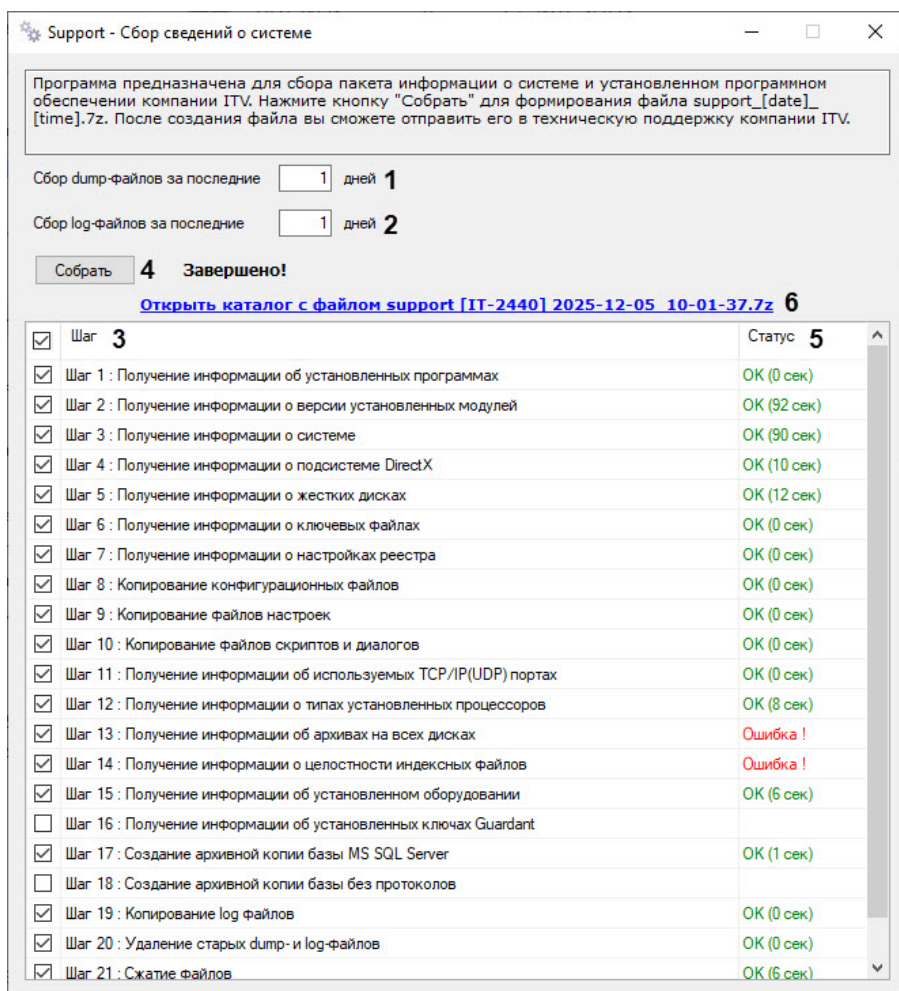 Support - Сбор сведений о системе
Программа предназначена для сбора пакета информации о системе и установленном программном
обеспечении компании ITV. Нажмите кнопку "Собрать" для формирования файла support_[date]_
[time].7z. После создания файла вы сможете отправить его в техническую поддержку компании ITV.
Сбор dump-файлов за последние 1 дней 1
Сбор log-файлов за последние 1 дней 2
Собрать 4 Завершено!
Открыть каталог с файлом support [IT-2440] 2025-12-05 10-01-37.7z 6
Шаг 3 Статус 5
Шаг 1 : Получение информации об установленных программах OK (0 сек)
Шаг 2 : Получение информации о версии установленных модулей OK (92 сек)
Шаг 3 : Получение информации о системе OK (90 сек)
Шаг 4 : Получение информации о подсистеме DirectX OK (10 сек)
Шаг 5 : Получение информации о жестких дисках OK (12 сек)
Шаг 6 : Получение информации о ключевых файлах OK (0 сек)
Шаг 7 : Получение информации о настройках реестра OK (0 сек)
Шаг 8 : Копирование конфигурационных файлов OK (0 сек)
Шаг 9 : Копирование файлов настроек OK (0 сек)
Шаг 10 : Копирование файлов скриптов и диалогов OK (0 сек)
Шаг 11 : Получение информации об используемых TCP/IP(UDP) портах OK (0 сек)
Шаг 12 : Получение информации о типах установленных процессоров OK (8 сек)
Шаг 13 : Получение информации об архивах на всех дисках Ошибка !
Шаг 14 : Получение информации о целостности индексных файлов Ошибка !
Шаг 15 : Получение информации об установленном оборудовании OK (6 сек)
Шаг 16 : Получение информации об установленных ключах Guardant
Шаг 17 : Создание архивной копии базы MS SQL Server OK (1 сек)
Шаг 18 : Создание архивной копии базы без протоколов
Шаг 19 : Копирование log файлов OK (0 сек)
Шаг 20 : Удаление старых dump- и log-файлов OK (0 сек)
Шаг 21 : Сжатие файлов OK (6 сек)